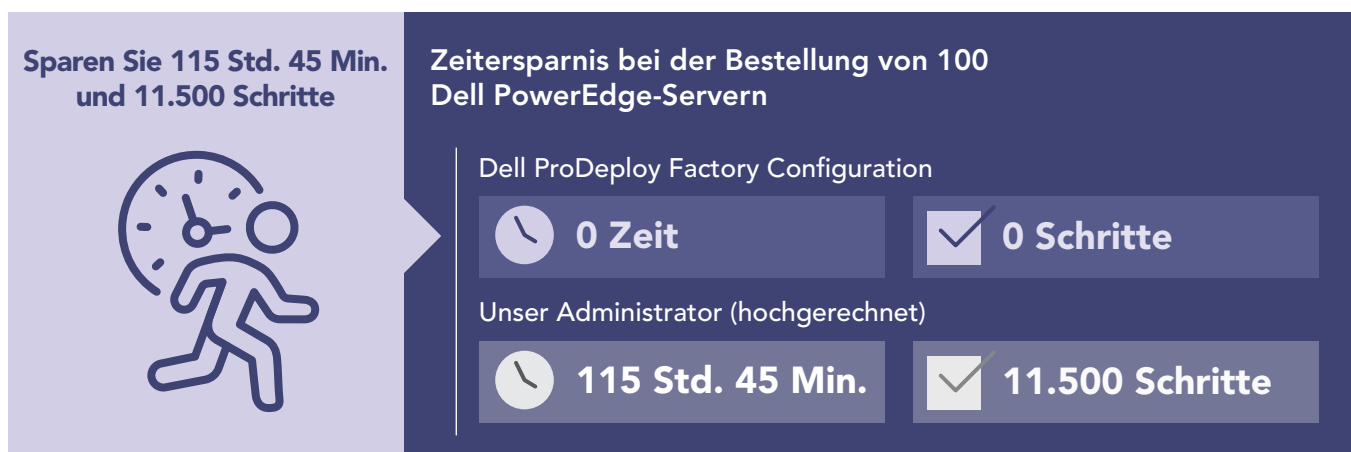 Sparen Sie 115 Std. 45 Min.
und 11.500 Schritte
Zeitersparnis bei der Bestellung von 100
Dell PowerEdge-Servern
Dell ProDeploy Factory Configuration
0 Zeit
0 Schritte
Unser Administrator (hochgerechnet)
115 Std. 45 Min.
11.500 Schritte